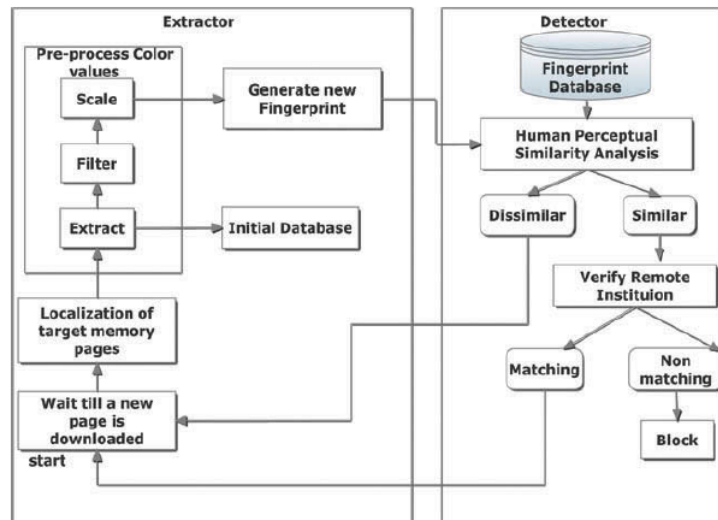 Extractor
Pre-process Color
values
Scale
Filter
Extract
Generate new
Fingerprint
Initial Database
Localization of
target memory
pages
Wait till a new
page is
downloaded
start
Detector
Fingerprint
Database
Human Perceptual
Similarity Analysis
Dissimilar
Similar
Verify Remote
Instituion
Matching
Non
matching
Block